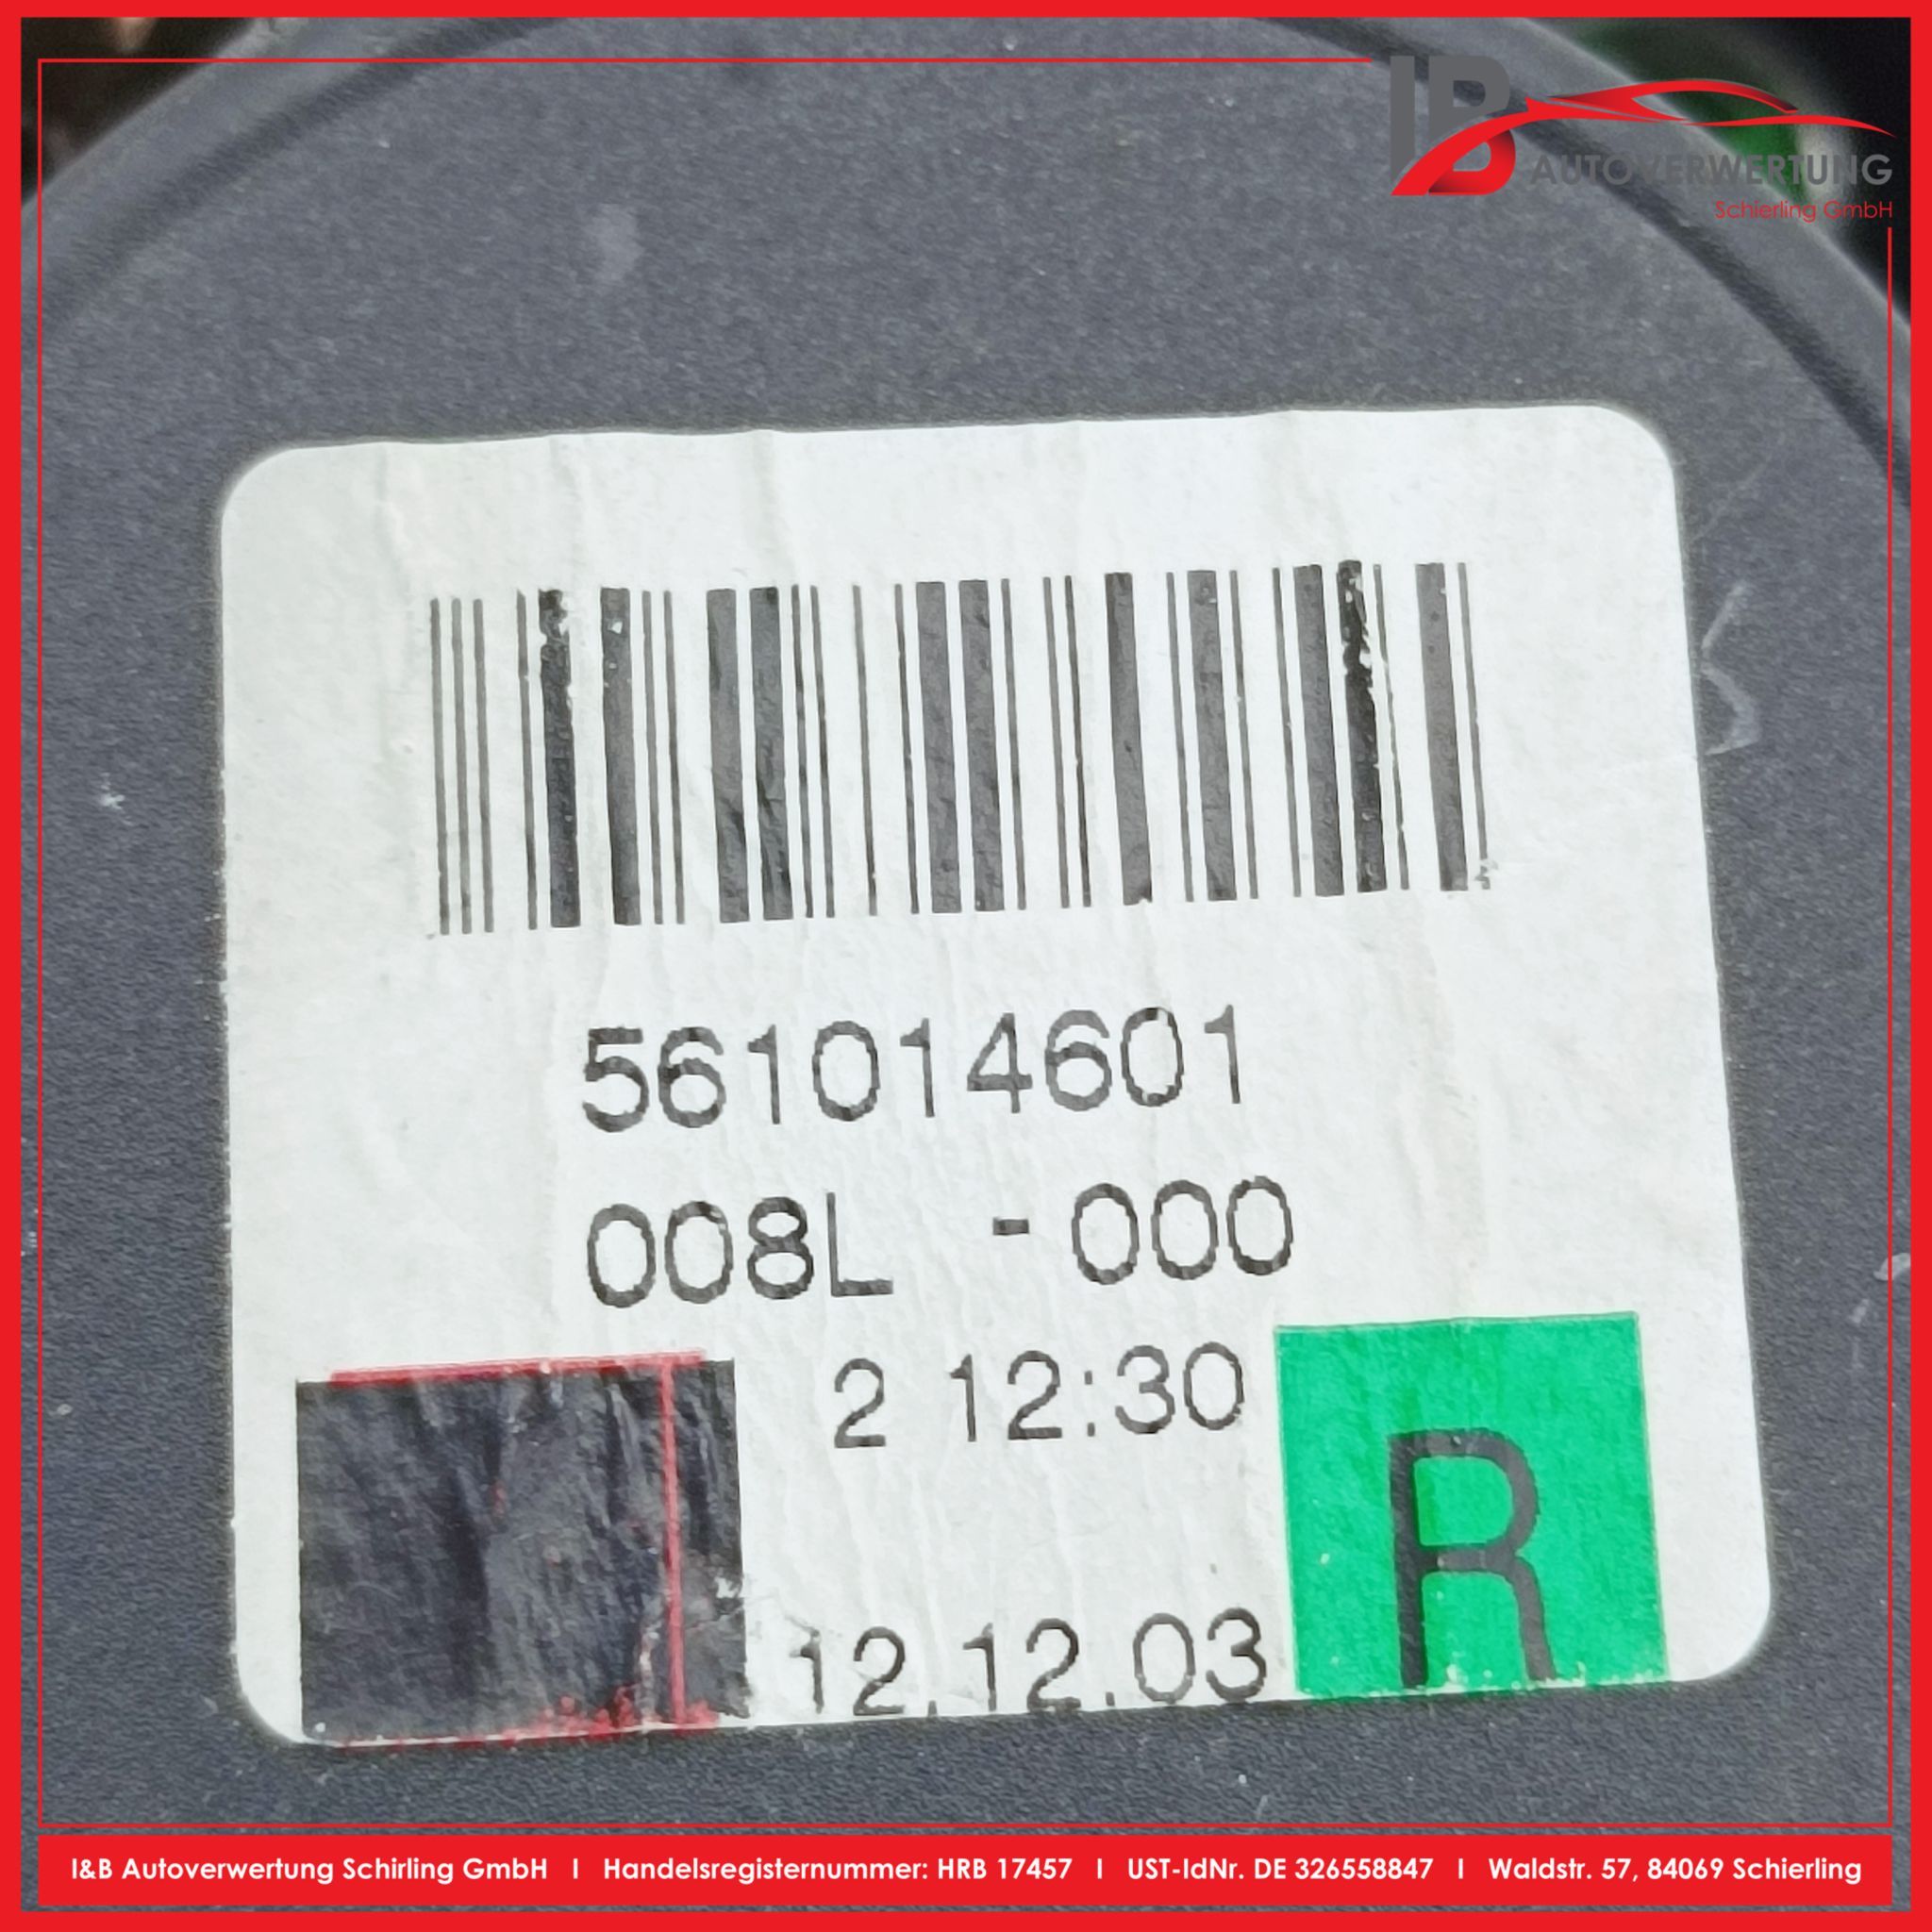 IB
AUTOVERWERTUNG
Schierling GmbH
561014601
008L -000
2 12:30
R
12.12.03
I&B Autoverwertung Schirling GmbH I Handelsregisternummer: HRB 17457 I UST-IdNr. DE 326558847 I Waldstr. 57, 84069 Schierling